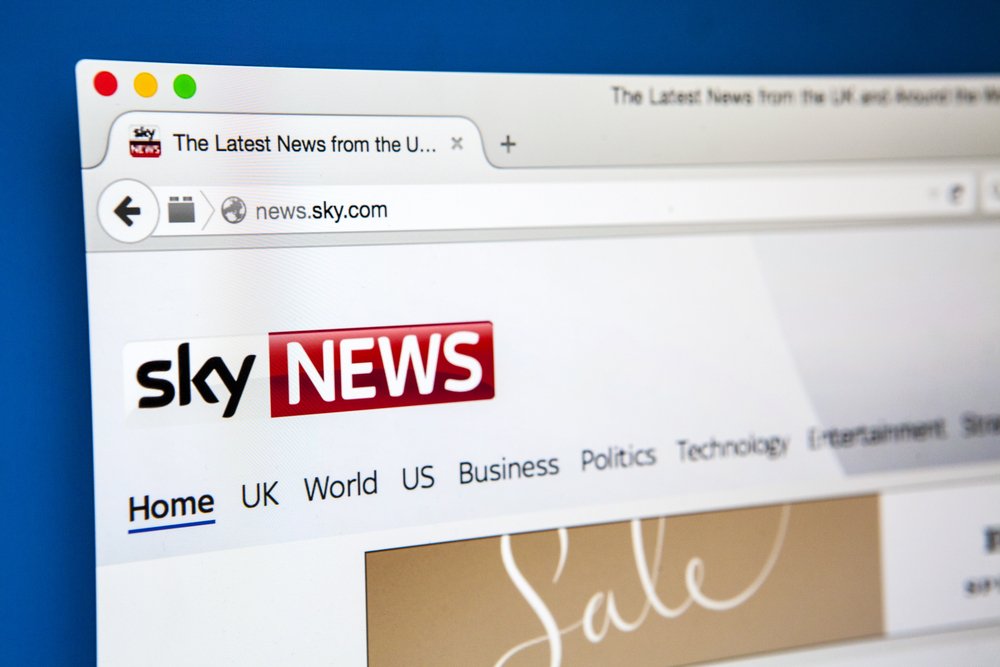 The Latest News from the UK and Around the
sky NEWS
The Latest News from the U...
news.sky.com
sky NEWS
Home UK World US Business Politics Technology Entertainment
Sale